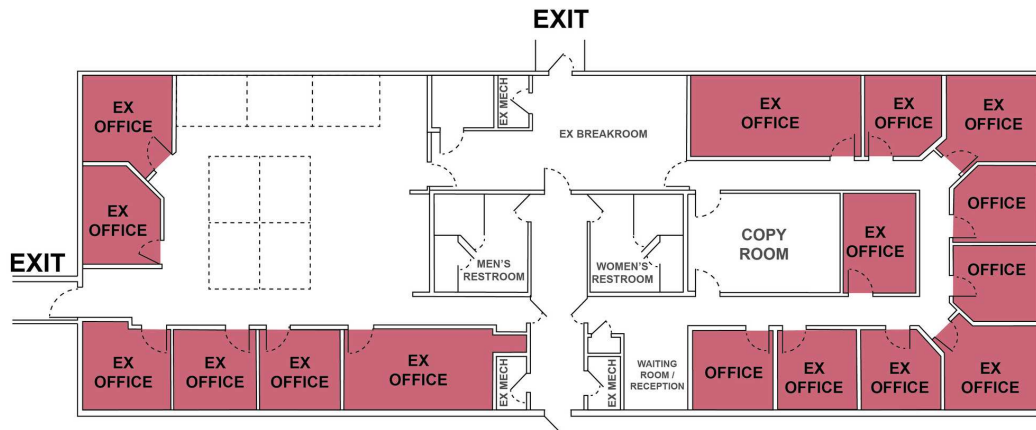 EXIT
EX
OFFICE
EX MECH
EX BREAKROOM
EX
OFFICE
EX
OFFICE
EX
OFFICE
EX
OFFICE
OFFICE
EXIT
MEN'S
RESTROOM
WOMEN'S
RESTROOM
COPY
ROOM
EX
OFFICE
OFFICE
EX
OFFICE
EX
OFFICE
EX
OFFICE
EX
OFFICE
EX MECH
EX MECH
WAITING
ROOM /
RECEPTION
OFFICE
EX
OFFICE
EX
OFFICE
EX
OFFICE